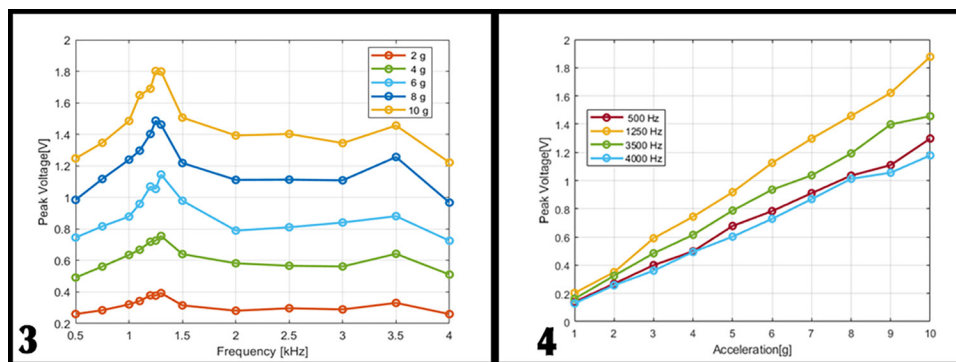 2
1.8
1.6
1.4
1.2
1
0.8
0.6
0.4
0.2
Peak Voltage[V]
2 g
4 g
6 g
8 g
10 g
0.5 1 1.5 2 2.5 3 3.5 4
Frequency [kHz]
3
2
1.8
1.6
1.4
1.2
1
0.8
0.6
0.4
0.2
0
Peak Voltage[V]
500 Hz
1250 Hz
3500 Hz
4000 Hz
1 2 3 4 5 6 7 8 9 10
Acceleration[g]
4